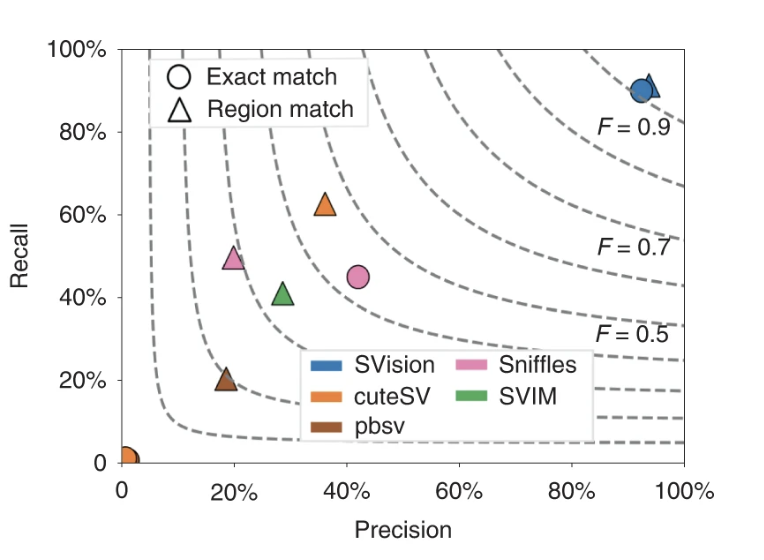 100%
80%
60%
40%
20%
0
Recall
Exact match
Region match
F = 0.9
F = 0.7
F = 0.5
SVision
Sniffles
cuteSV
SVIM
pbsv
0
20%
40%
60%
80%
100%
Precision